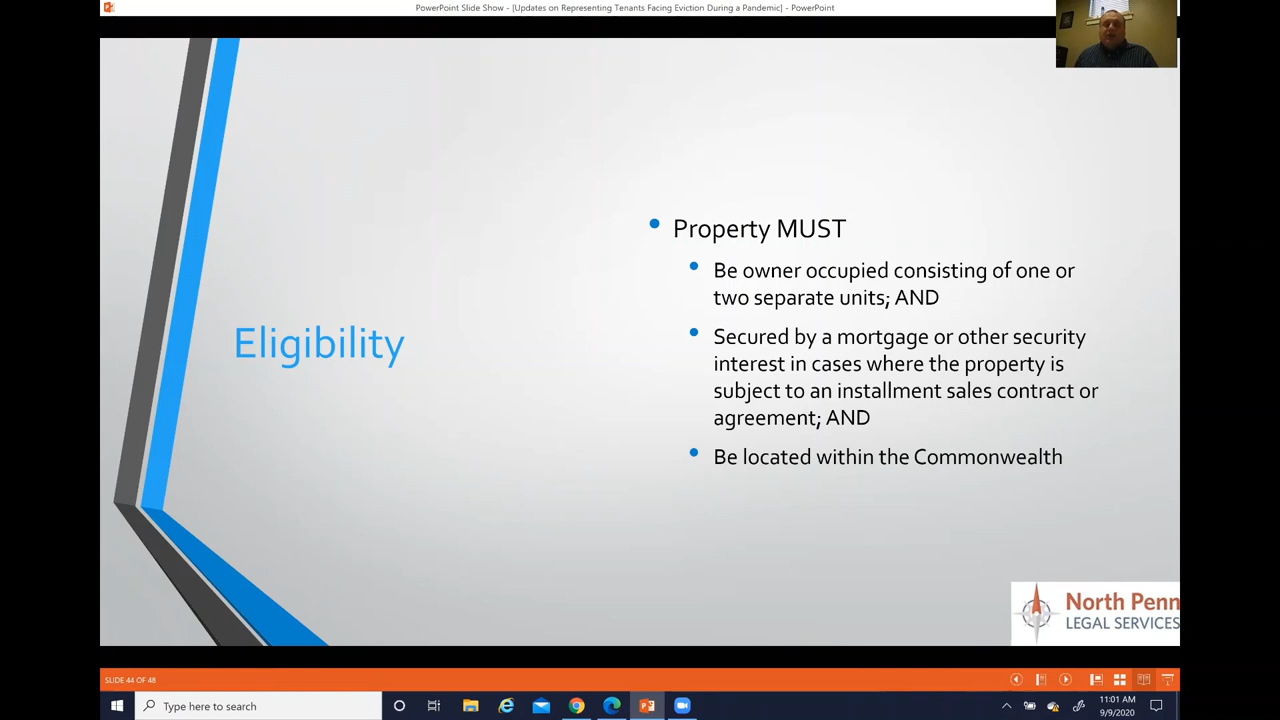 PowerPoint Slide Show - [Updates on Representing Tenants Facing Eviction During a Pandemic] - PowerPoint
Eligibility
Property MUST
Be owner occupied consisting of one or
two separate units; AND
Secured by a mortgage or other security
interest in cases where the property is
subject to an installment sales contract or
agreement; AND
Be located within the Commonwealth
North Penn
LEGAL SERVICES
SLIDE 44 OF 48
Type here to search
11:01 AM
9/9/2020